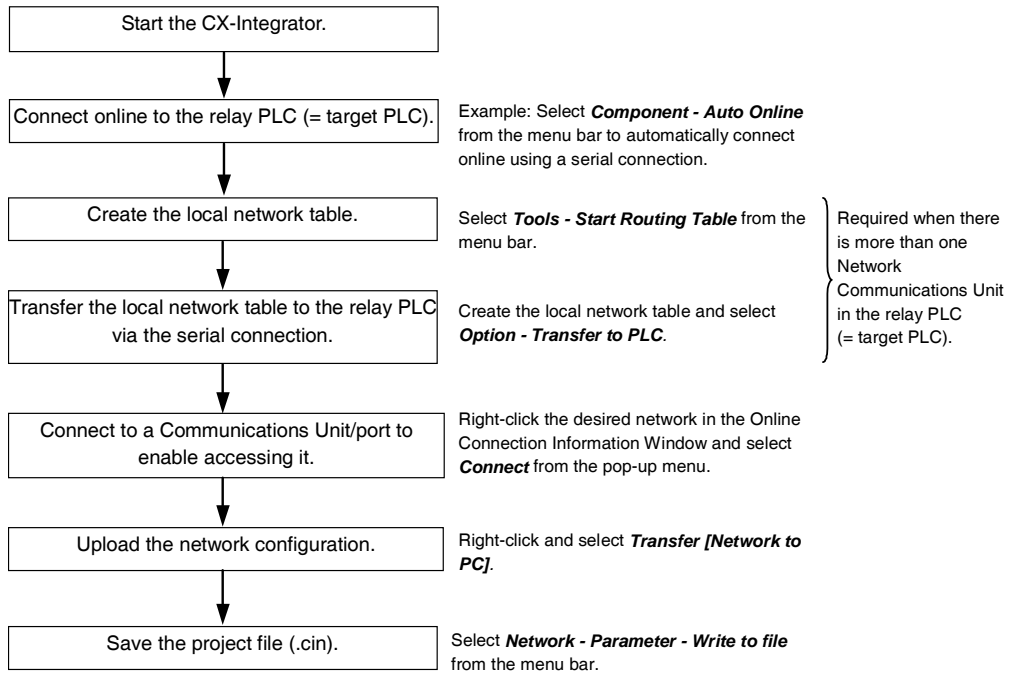 Start the CX-Integrator.
Connect online to the relay PLC (= target PLC).
Example: Select Component - Auto Online
from the menu bar to automatically connect
online using a serial connection.
Create the local network table.
Select Tools - Start Routing Table from the
menu bar.
Transfer the local network table to the relay PLC
via the serial connection.
Create the local network table and select
Option - Transfer to PLC.
Required when there
is more than one
Network
Communications Unit
in the relay PLC
(= target PLC).
Connect to a Communications Unit/port to
enable accessing it.
Right-click the desired network in the Online
Connection Information Window and select
Connect from the pop-up menu.
Upload the network configuration.
Right-click and select Transfer [Network to
PC].
Save the project file (.cin).
Select Network - Parameter - Write to file
from the menu bar.